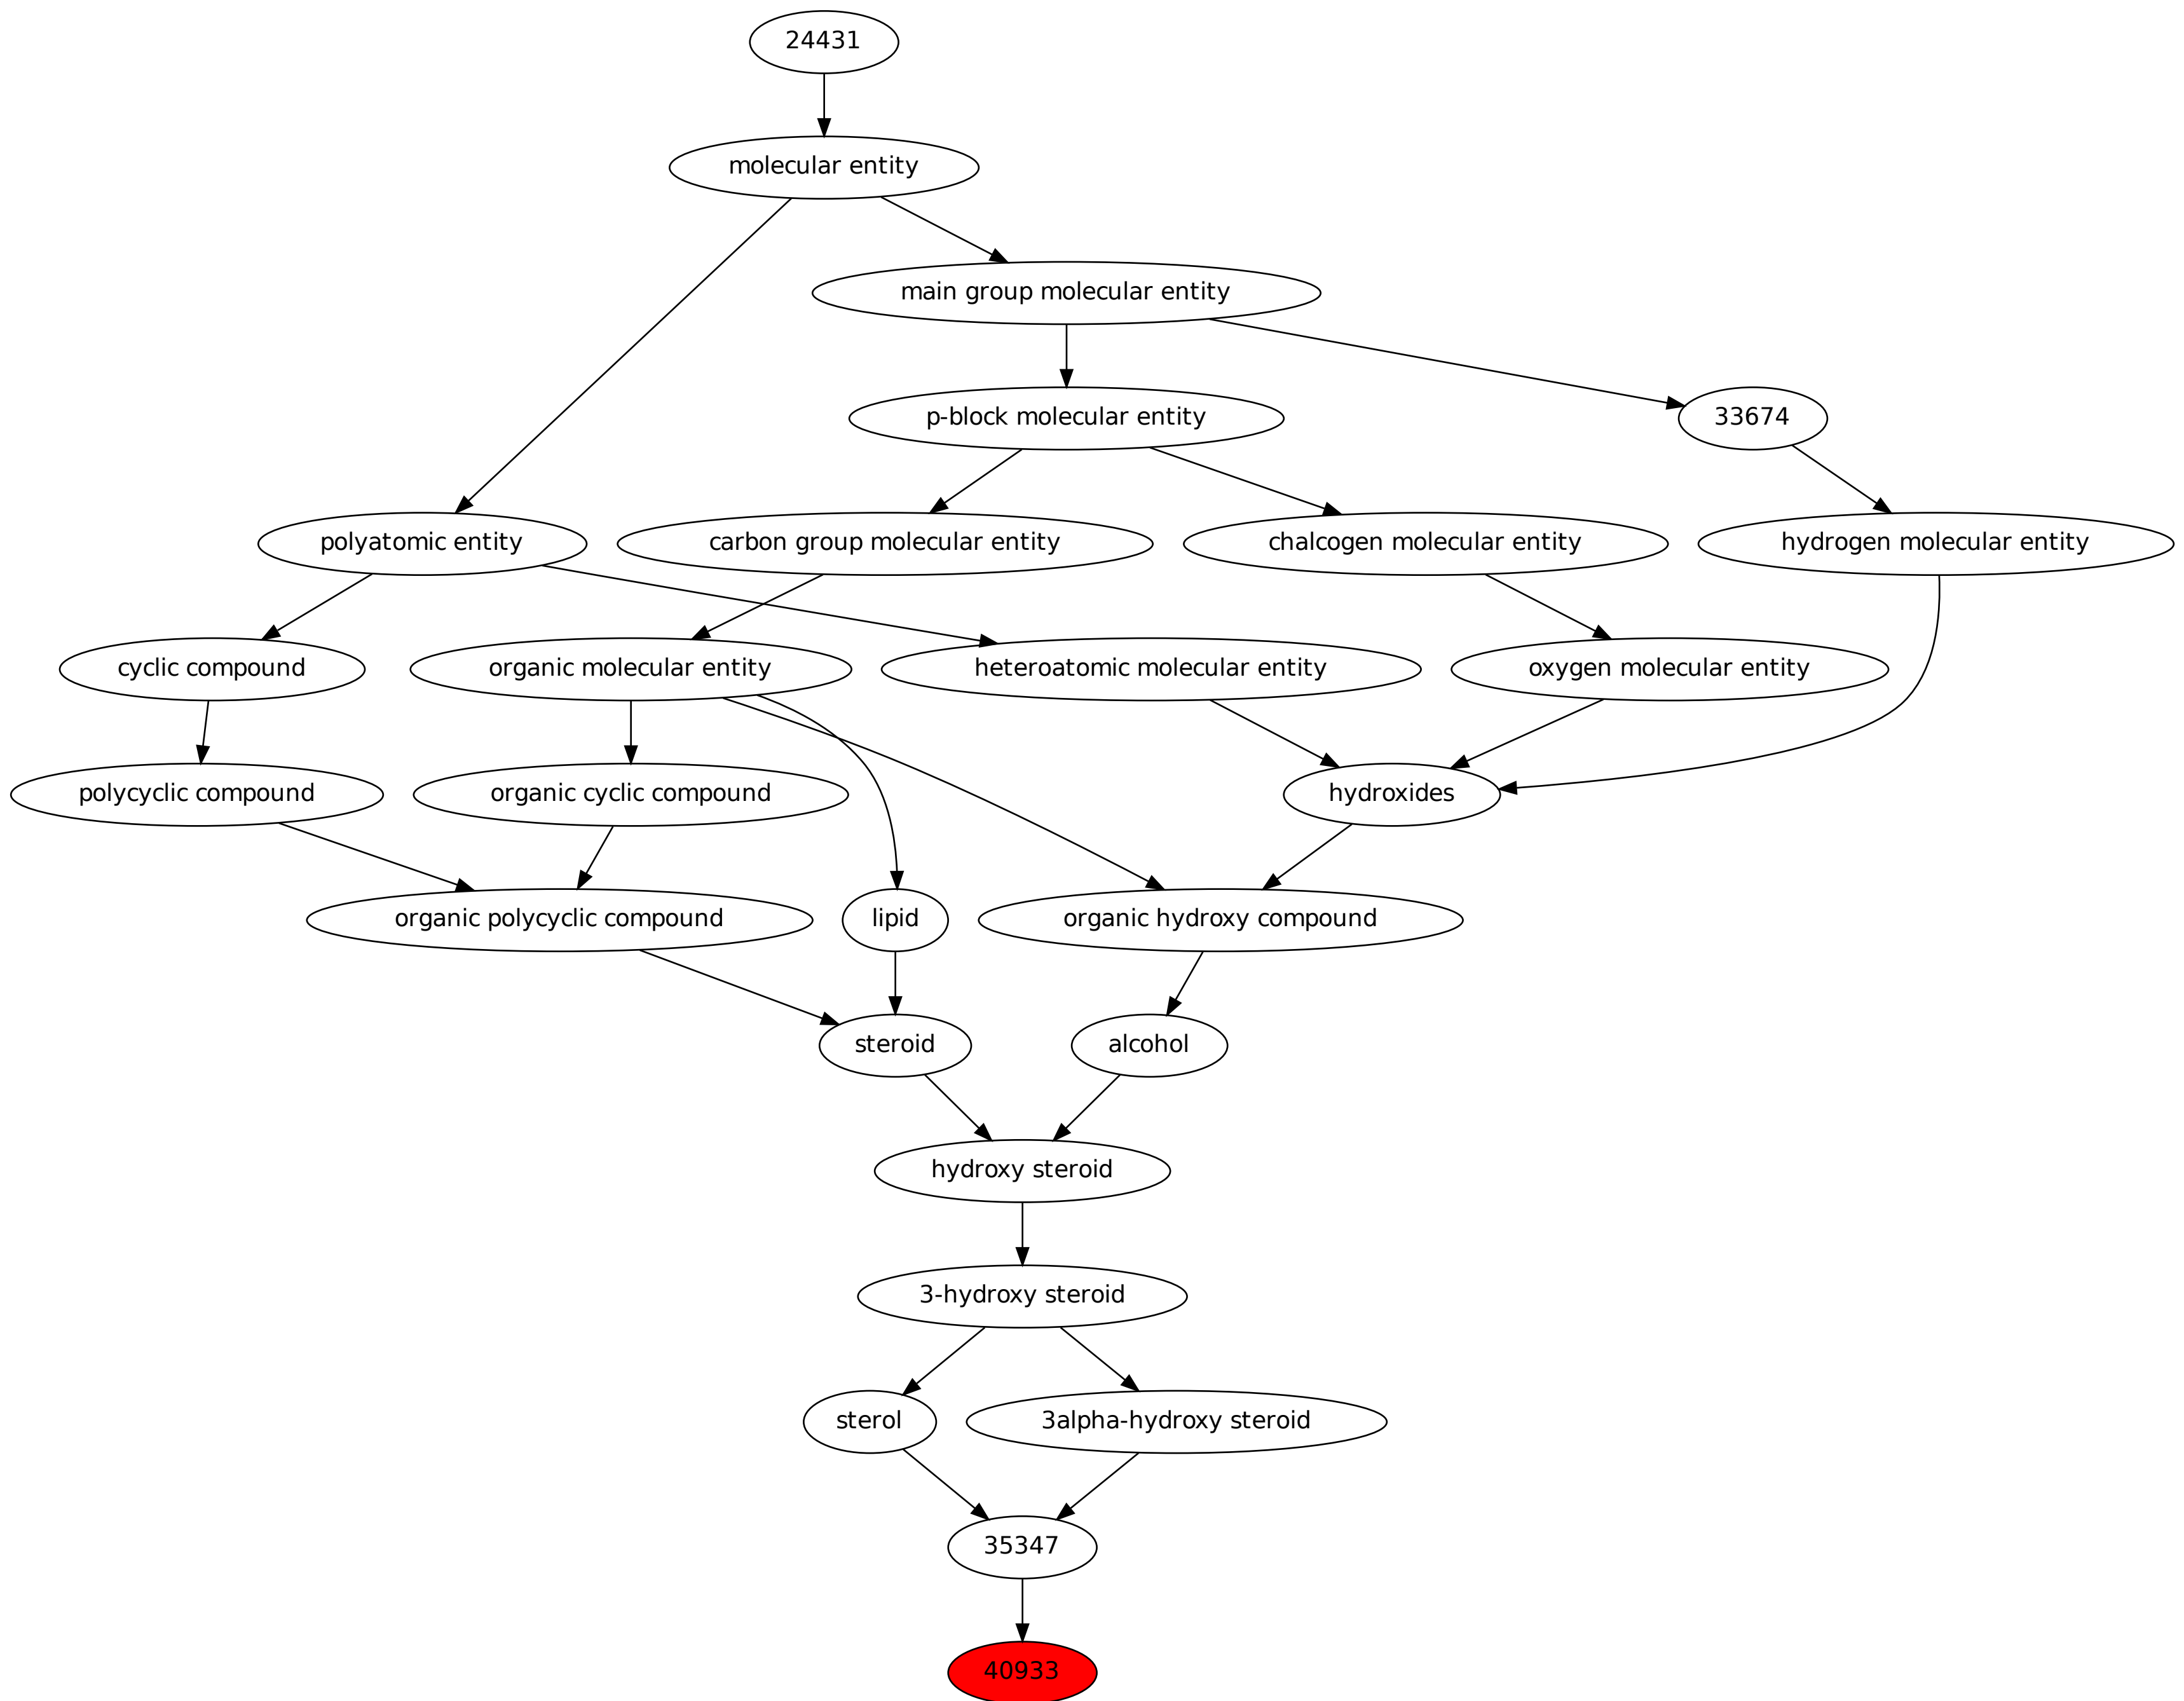 24431
molecular entity
main group molecular entity
p-block molecular entity
33674
polyatomic entity
carbon group molecular entity
chalcogen molecular entity
hydrogen molecular entity
cyclic compound
organic molecular entity
heteroatomic molecular entity
oxygen molecular entity
polycyclic compound
organic cyclic compound
hydroxides
organic polycyclic compound
lipid
organic hydroxy compound
steroid
alcohol
hydroxy steroid
3-hydroxy steroid
sterol
3alpha-hydroxy steroid
35347
40933